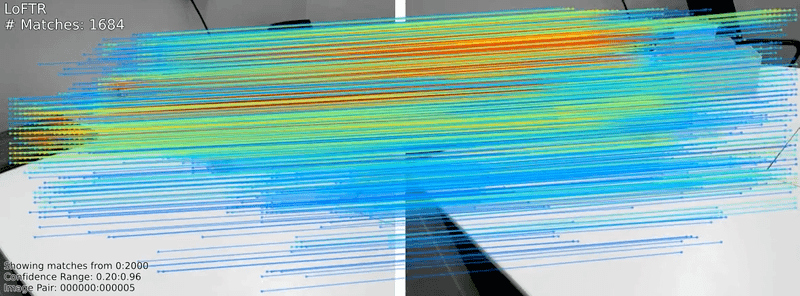 LoFTR
# Matches: 1684
Showing matches from 0:2000
Confidence Range: 0.20:0.96
Image Pair: 000000:000005